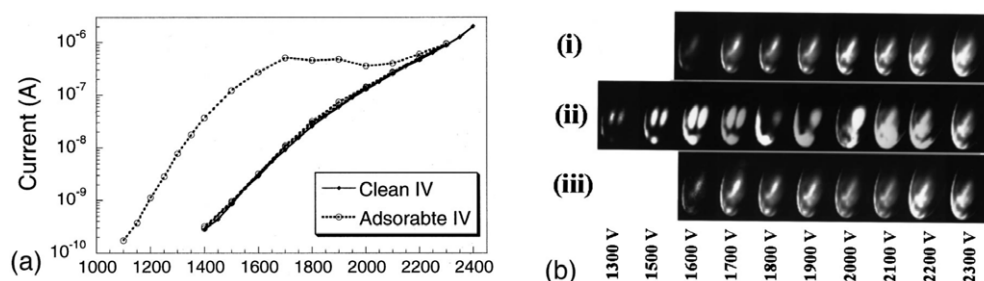 10-6
10-7
10-8
10-9
10-10
Current (A)
Clean IV
Adsorabte IV
1000 1200 1400 1600 1800 2000 2200 2400
(a)
(i)
(ii)
(iii)
(b)
1300 V
1500 V
1600 V
1700 V
1800 V
1900 V
2000 V
2100 V
2200 V
2300 V